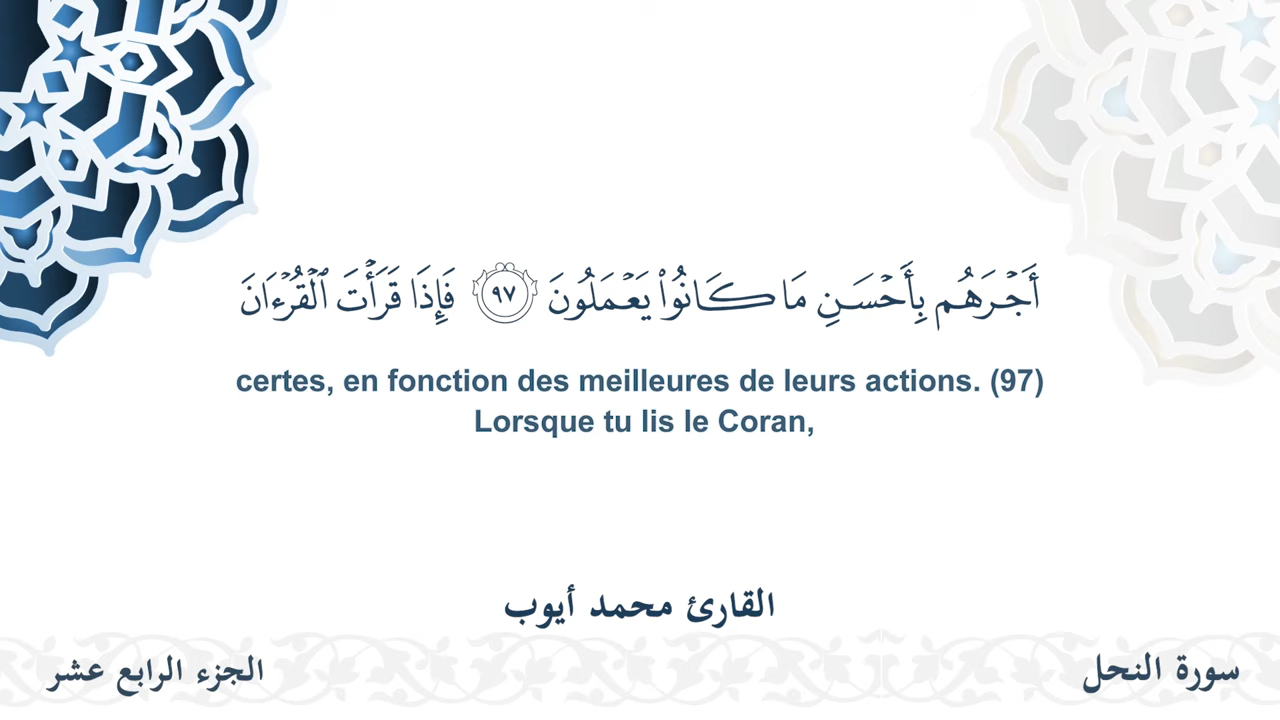 أَجْرَهُم بِأَحْسَنِ مَا كَانُوا۟ يَعْمَلُونَ ٩٧ فَإِذَا قَرَأْتَ ٱلْقُرْءَانَ
certes, en fonction des meilleures de leurs actions. (97)
Lorsque tu lis le Coran,
القارئ محمد أيوب
سورة النحل
الجزء الرابع عشر